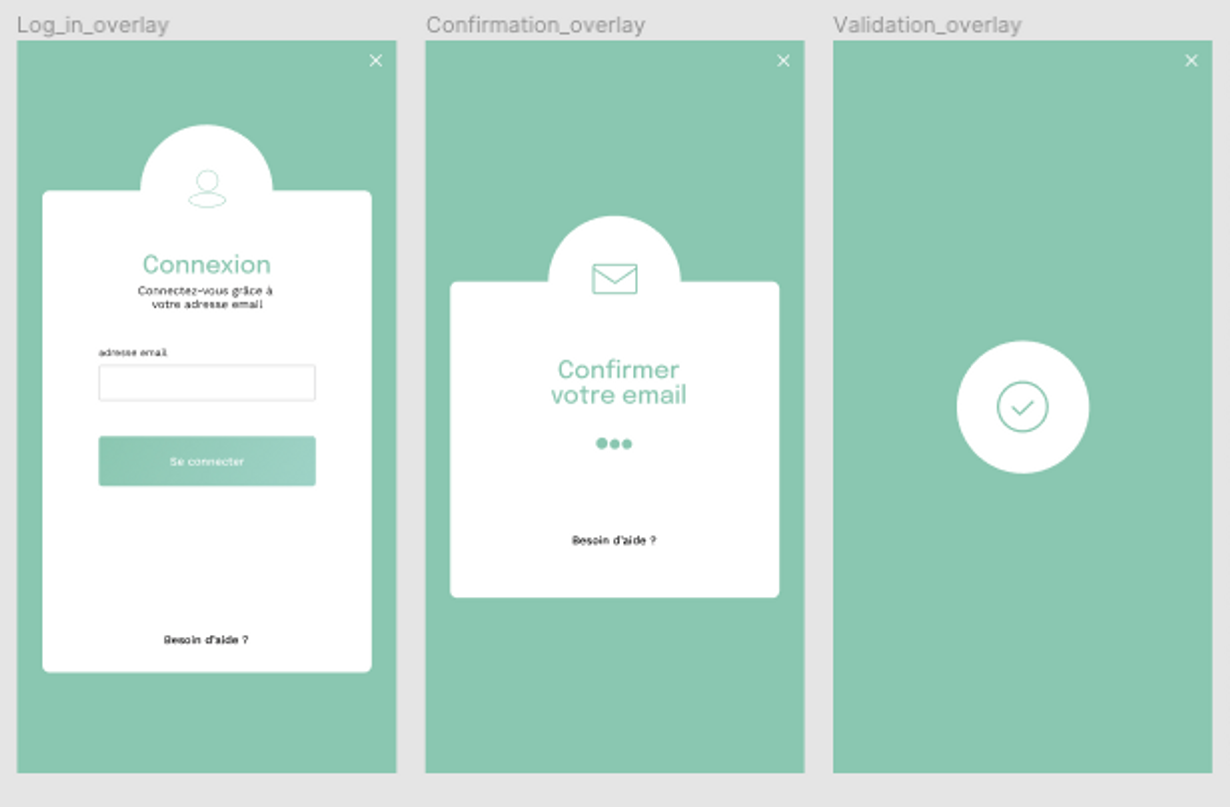 Log_in_overlay
Connexion
Connectez-vous grâce à
votre adresse email
adresse email
Se connecter
Besoin d'aide ?
Confirmation_overlay
Confirmer
votre email
Besoin d'aide ?
Validation_overlay